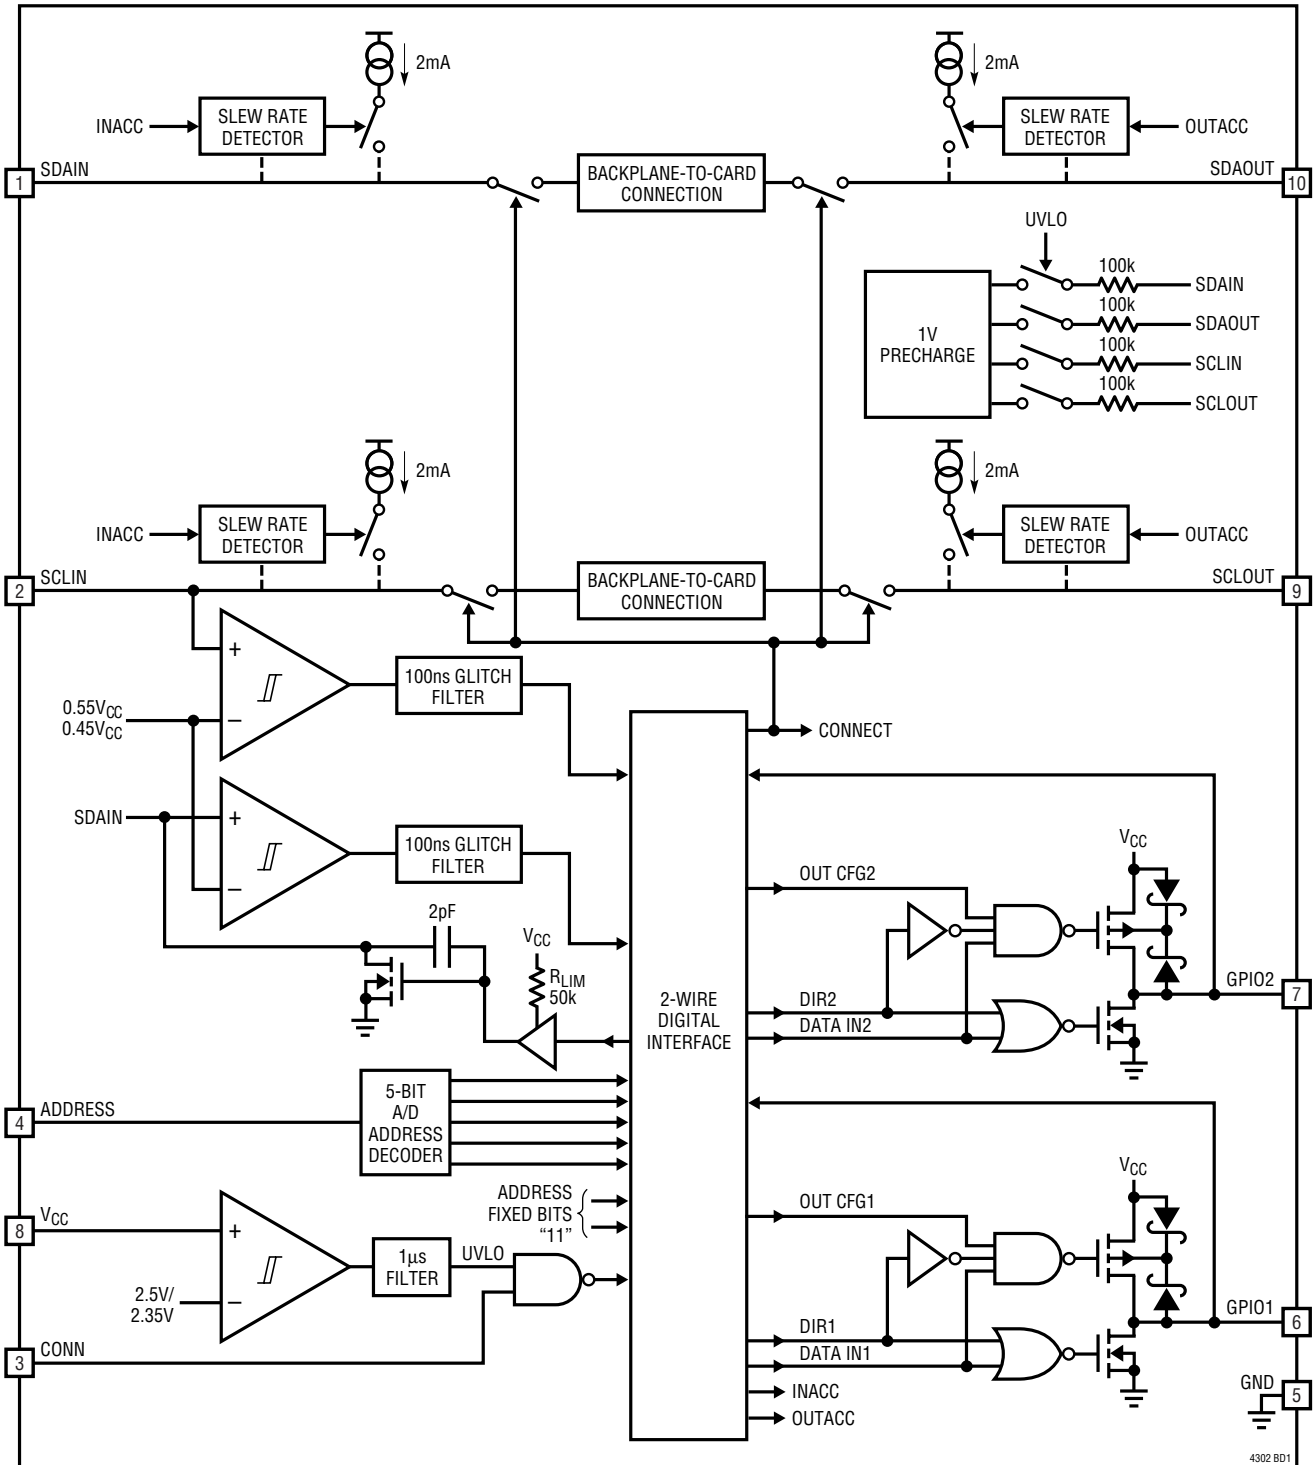 2mA
2mA
INACC
SLEW RATE
DETECTOR
SLEW RATE
DETECTOR
OUTACC
SDAIN
1
BACKPLANE-TO-CARD
CONNECTION
SDAOUT
10
UVLO
1V
PRECHARGE
100k
SDAIN
100k
SDAOUT
100k
SCLIN
100k
SCLOUT
2mA
2mA
INACC
SLEW RATE
DETECTOR
SLEW RATE
DETECTOR
OUTACC
SCLIN
2
BACKPLANE-TO-CARD
CONNECTION
SCLOUT
9
+
−
0.55VCC
0.45VCC
100ns GLITCH
FILTER
CONNECT
SDAIN
+
−
100ns GLITCH
FILTER
2pF
VCC
RLIM
50k
2-WIRE
DIGITAL
INTERFACE
OUT CFG2
VCC
DIR2
DATA IN2
GPIO2
7
ADDRESS
4
5-BIT
A/D
ADDRESS
DECODER
ADDRESS
FIXED BITS
“11”
VCC
8
+
−
2.5V/
2.35V
1µs
FILTER
UVLO
CONN
3
OUT CFG1
VCC
DIR1
DATA IN1
GPIO1
6
INACC
OUTACC
GND
5
4302 BD1